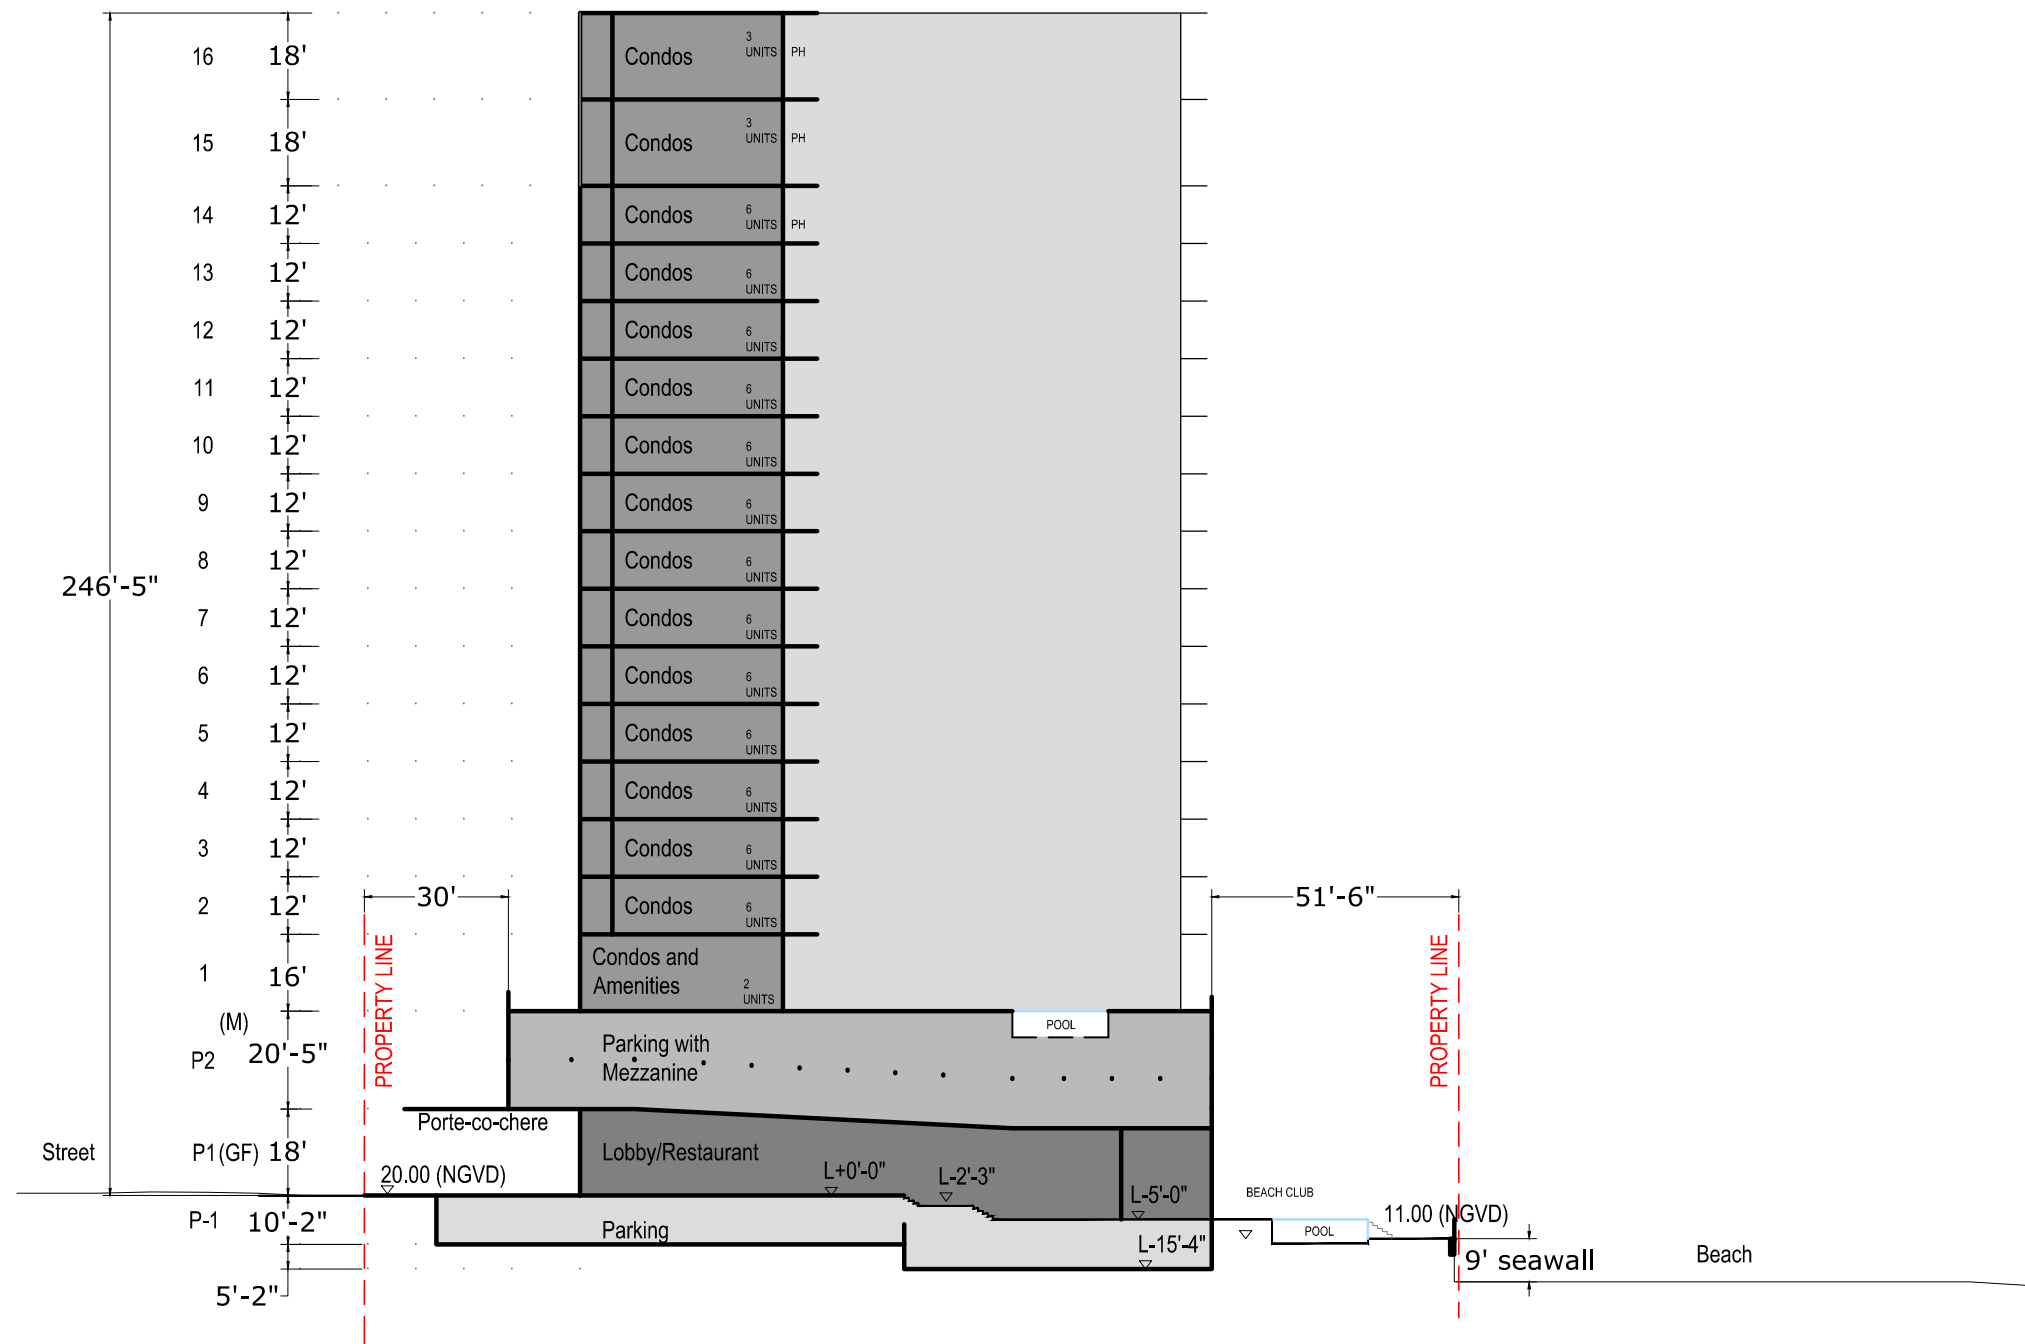 16 18' Condos 3 UNITS PH
15 18' Condos 3 UNITS PH
14 12' Condos 6 UNITS PH
13 12' Condos 6 UNITS
12 12' Condos 6 UNITS
11 12' Condos 6 UNITS
10 12' Condos 6 UNITS
9 12' Condos 6 UNITS
8 12' Condos 6 UNITS
246'-5"
7 12' Condos 6 UNITS
6 12' Condos 6 UNITS
5 12' Condos 6 UNITS
4 12' Condos 6 UNITS
3 12' Condos 6 UNITS
2 12' Condos 6 UNITS
30'
51'-6"
PROPERTY LINE
PROPERTY LINE
1 16' Condos and
Amenities 2 UNITS
(M)
P2 20'-5"
Parking with
Mezzanine
POOL
Porte-co-chere
Street
P1(GF) 18'
Lobby/Restaurant
20.00 (NGVD)
L+0'-0"
L-2'-3"
L-5'-0"
BEACH CLUB
11.00 (NGVD)
P-1 10'-2"
Parking
POOL
L-15'-4"
9' seawall
Beach
5'-2"